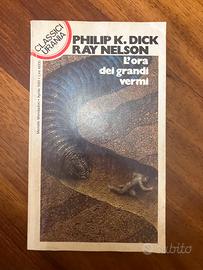 CLASSICI
URANIA
PHILIP K. DICK
RAY NELSON
L'ora
dei grandi
vermi
subito